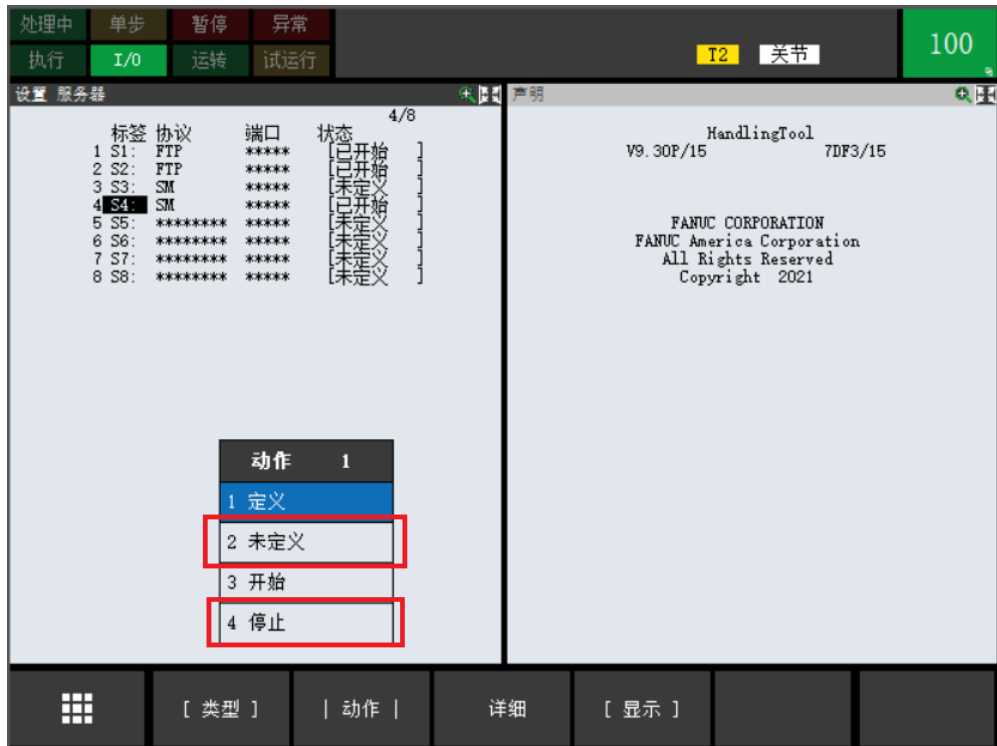 处理中 单步 暂停 异常
执行 I/O 运转 试运行 T2 关节 100 %
设置 服务器
4/8
标签 协议 端口 状态
1 S1: FTP ***** [已开始 ]
2 S2: FTP ***** [已开始 ]
3 S3: SM ***** [未定义 ]
4 S4: SM ***** [已开始 ]
5 S5: ******** ***** [未定义 ]
6 S6: ******** ***** [未定义 ]
7 S7: ******** ***** [未定义 ]
8 S8: ******** ***** [未定义 ]
动作 1
1 定义
2 未定义
3 开始
4 停止
声明
HandlingTool
V9.30P/15 7DF3/15
FANUC CORPORATION
FANUC America Corporation
All Rights Reserved
Copyright 2021
[ 类型 ] | 动作 | 详细 [ 显示 ]